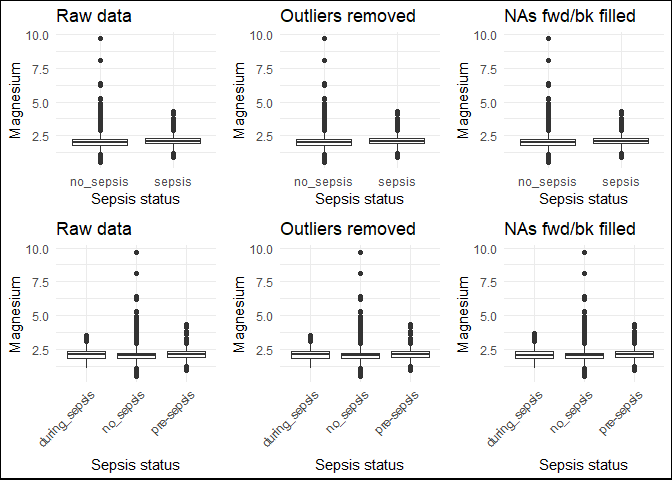 Raw data
Outliers removed
NAs fwd/bk filled
10.0
7.5
5.0
2.5
Magnesium
no_sepsis
sepsis
Sepsis status
10.0
7.5
5.0
2.5
Magnesium
no_sepsis
sepsis
Sepsis status
10.0
7.5
5.0
2.5
Magnesium
no_sepsis
sepsis
Sepsis status
Raw data
Outliers removed
NAs fwd/bk filled
10.0
7.5
5.0
2.5
Magnesium
during_sepsis
no_sepsis
pre-sepsis
Sepsis status
10.0
7.5
5.0
2.5
Magnesium
during_sepsis
no_sepsis
pre-sepsis
Sepsis status
10.0
7.5
5.0
2.5
Magnesium
during_sepsis
no_sepsis
pre-sepsis
Sepsis status